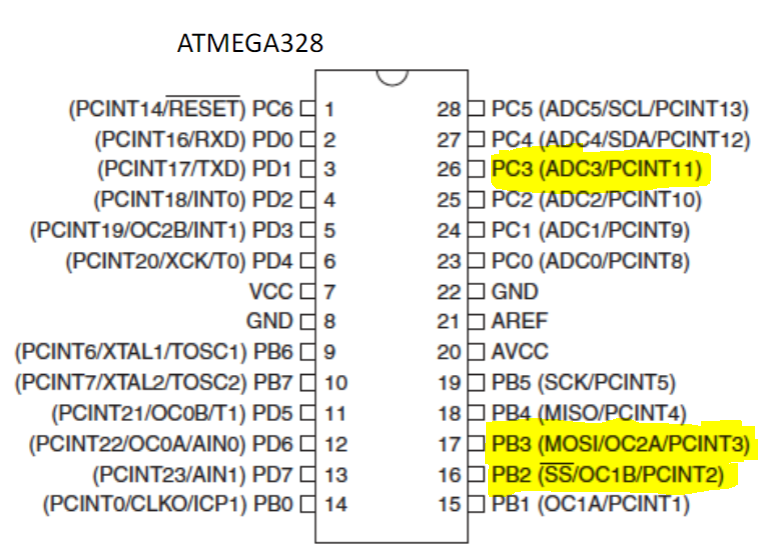 ATMEGA328
(PCINT14/RESET) PC6 1 28 PC5 (ADC5/SCL/PCINT13)
(PCINT16/RXD) PD0 2 27 PC4 (ADC4/SDA/PCINT12)
(PCINT17/TXD) PD1 3 26 PC3 (ADC3/PCINT11)
(PCINT18/INT0) PD2 4 25 PC2 (ADC2/PCINT10)
(PCINT19/OC2B/INT1) PD3 5 24 PC1 (ADC1/PCINT9)
(PCINT20/XCK/T0) PD4 6 23 PC0 (ADC0/PCINT8)
VCC 7 22 GND
GND 8 21 AREF
(PCINT6/XTAL1/TOSC1) PB6 9 20 AVCC
(PCINT7/XTAL2/TOSC2) PB7 10 19 PB5 (SCK/PCINT5)
(PCINT21/OC0B/T1) PD5 11 18 PB4 (MISO/PCINT4)
(PCINT22/OC0A/AIN0) PD6 12 17 PB3 (MOSI/OC2A/PCINT3)
(PCINT23/AIN1) PD7 13 16 PB2 (SS/OC1B/PCINT2)
(PCINT0/CLKO/ICP1) PB0 14 15 PB1 (OC1A/PCINT1)